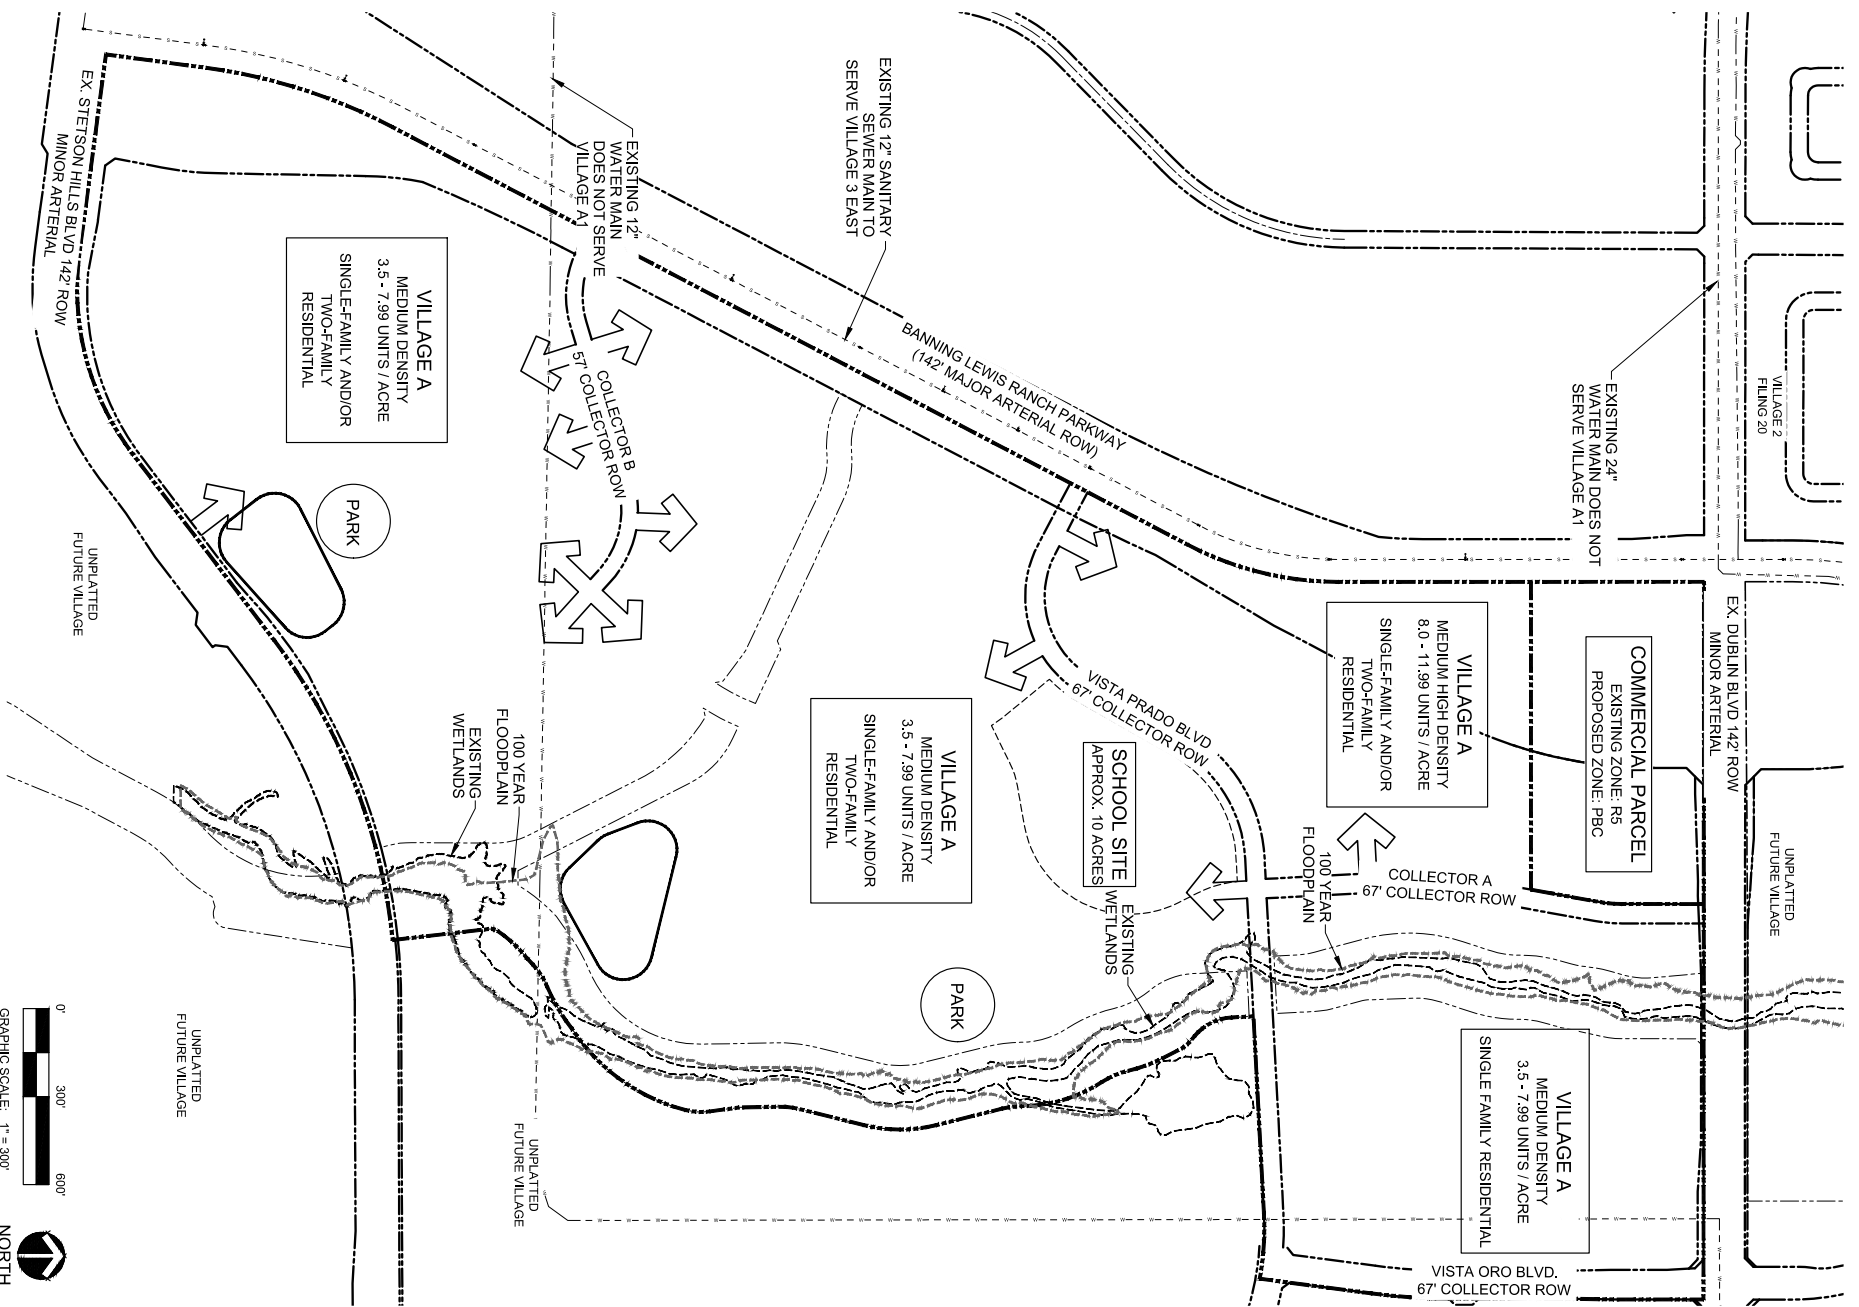 EX. STETSON HILLS BLVD 142' ROW
MINOR ARTERIAL
EXISTING 12"
WATER MAIN
DOES NOT SERVE
VILLAGE A1
EXISTING 12" SANITARY
SEWER MAIN TO
SERVE VILLAGE 3 EAST
BANNING LEWIS RANCH PARKWAY
(142' MAJOR ARTERIAL ROW)
EXISTING 24"
WATER MAIN DOES NOT
SERVE VILLAGE A1
VILLAGE 2
FILING 20
EX. DUBLIN BLVD 142' ROW
MINOR ARTERIAL
COMMERCIAL PARCEL
EXISTING ZONE: R5
PROPOSED ZONE: PBC
VILLAGE A
MEDIUM HIGH DENSITY
8.0 - 11.99 UNITS / ACRE
SINGLE-FAMILY AND/OR
TWO-FAMILY
RESIDENTIAL
VILLAGE A
MEDIUM DENSITY
3.5 - 7.99 UNITS / ACRE
SINGLE-FAMILY AND/OR
TWO-FAMILY
RESIDENTIAL
COLLECTOR B
57' COLLECTOR ROW
PARK
UNPLATTED
FUTURE VILLAGE
VISTA PRADO BLVD
67' COLLECTOR ROW
SCHOOL SITE
APPROX. 10 ACRES
VILLAGE A
MEDIUM DENSITY
3.5 - 7.99 UNITS / ACRE
SINGLE-FAMILY AND/OR
TWO-FAMILY
RESIDENTIAL
100 YEAR
FLOODPLAIN
EXISTING
WETLANDS
100 YEAR
FLOODPLAIN
COLLECTOR A
67' COLLECTOR ROW
UNPLATTED
FUTURE VILLAGE
EXISTING
WETLANDS
PARK
VILLAGE A
MEDIUM DENSITY
3.5 - 7.99 UNITS / ACRE
SINGLE FAMILY RESIDENTIAL
UNPLATTED
FUTURE VILLAGE
UNPLATTED
FUTURE VILLAGE
VISTA ORO BLVD.
67' COLLECTOR ROW
0' 300' 600'
GRAPHIC SCALE: 1" = 300'
NORTH